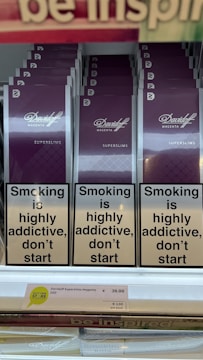 be inspir
Davidoff
MAGENTA
SUPERSLIMS
Davidoff
MAGENTA
SUPERSLIMS
Davidoff
MAGENTA
SUPERSLIMS
Smoking
is
highly
addictive,
don't
start
Smoking
is
highly
addictive,
don't
start
Smoking
is
highly
addictive,
don't
start
be inspired